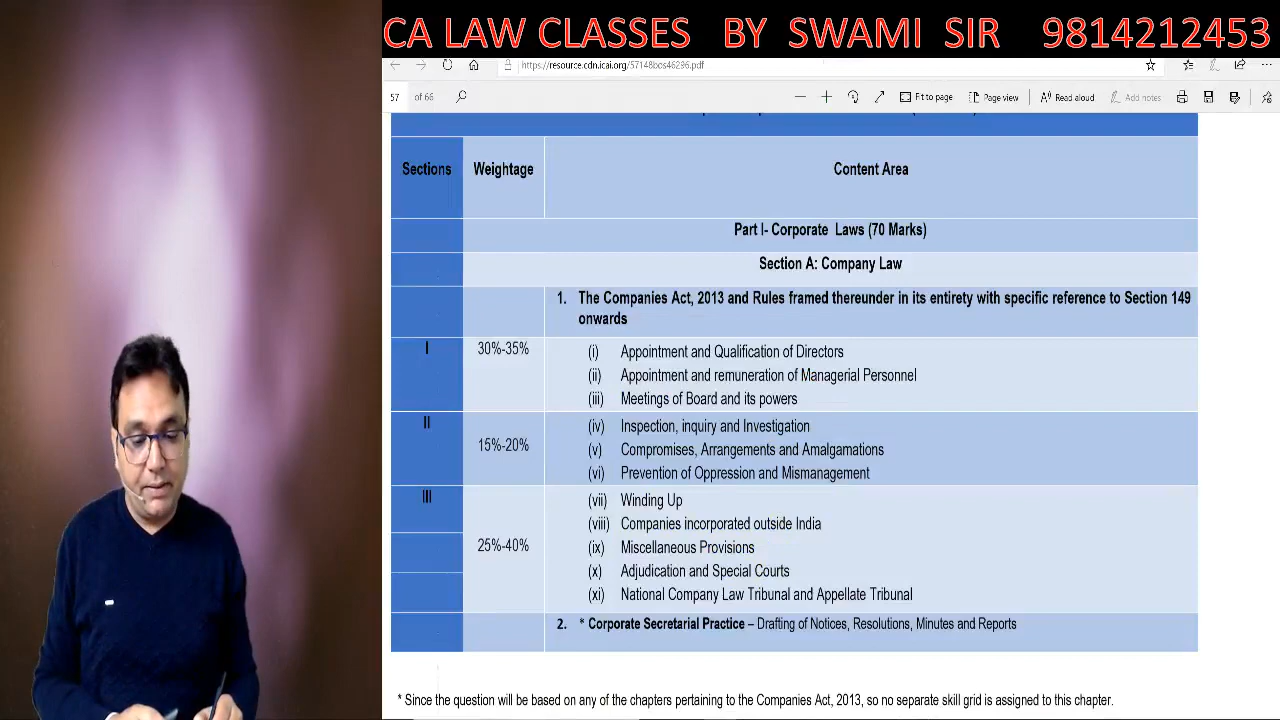 CA LAW CLASSES BY SWAMI SIR 9814212453
https://resource.cdn.icai.org/57148bos46296.pdf
57 of 66 Fit to page Page view Read aloud Add notes
Sections Weightage Content Area
Part I- Corporate Laws (70 Marks)
Section A: Company Law
1. The Companies Act, 2013 and Rules framed thereunder in its entirety with specific reference to Section 149
onwards
I 30%-35% (i) Appointment and Qualification of Directors
(ii) Appointment and remuneration of Managerial Personnel
(iii) Meetings of Board and its powers
II (iv) Inspection, inquiry and Investigation
15%-20% (v) Compromises, Arrangements and Amalgamations
(vi) Prevention of Oppression and Mismanagement
III (vii) Winding Up
(viii) Companies incorporated outside India
25%-40% (ix) Miscellaneous Provisions
(x) Adjudication and Special Courts
(xi) National Company Law Tribunal and Appellate Tribunal
2. * Corporate Secretarial Practice – Drafting of Notices, Resolutions, Minutes and Reports
* Since the question will be based on any of the chapters pertaining to the Companies Act, 2013, so no separate skill grid is assigned to this chapter.